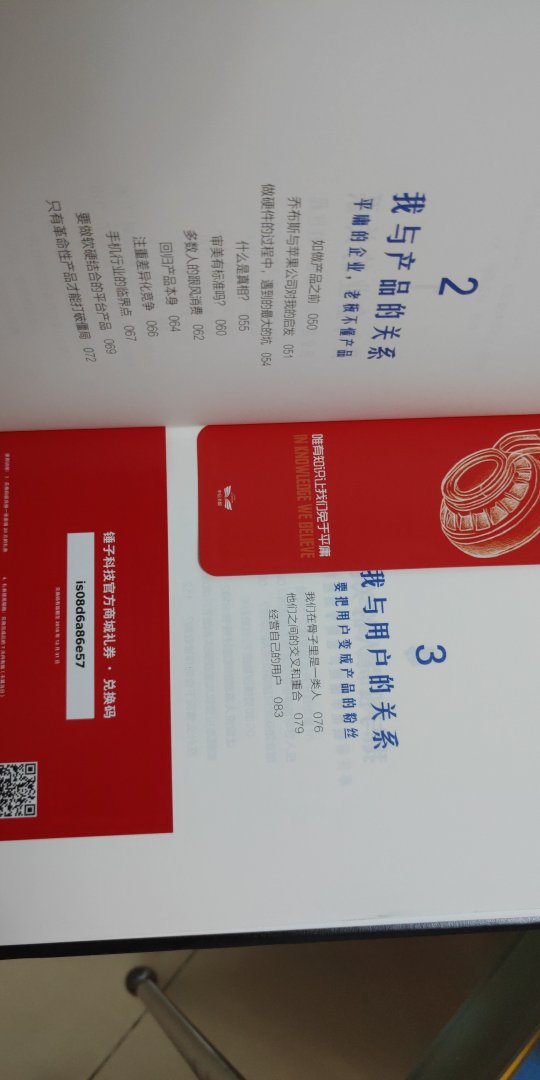 2
我与产品的关系
平庸的企业，老板不懂产品
知做产品之前 050
乔布斯与苹果公司对我的启发 051
做硬件的过程中，遇到的最大的坑 054
什么是真相？ 055
审美有标准吗？ 060
多数人的跟风消费 062
回归产品本身 064
注重差异化竞争 066
手机行业的临界点 067
要做软硬结合的平台产品 069
只有革命性产品才能打破僵局 072
唯有知识让我们免于平庸
IN KNOWLEDGE WE BELIEVE
中信出版
3
我与用户的关系
要把用户变成产品的粉丝
我们在骨子里是一类人 076
他们之间的交叉和重合 079
经营自己的用户 083
锤子科技官方商城礼券·兑换码
is08d6a86e57